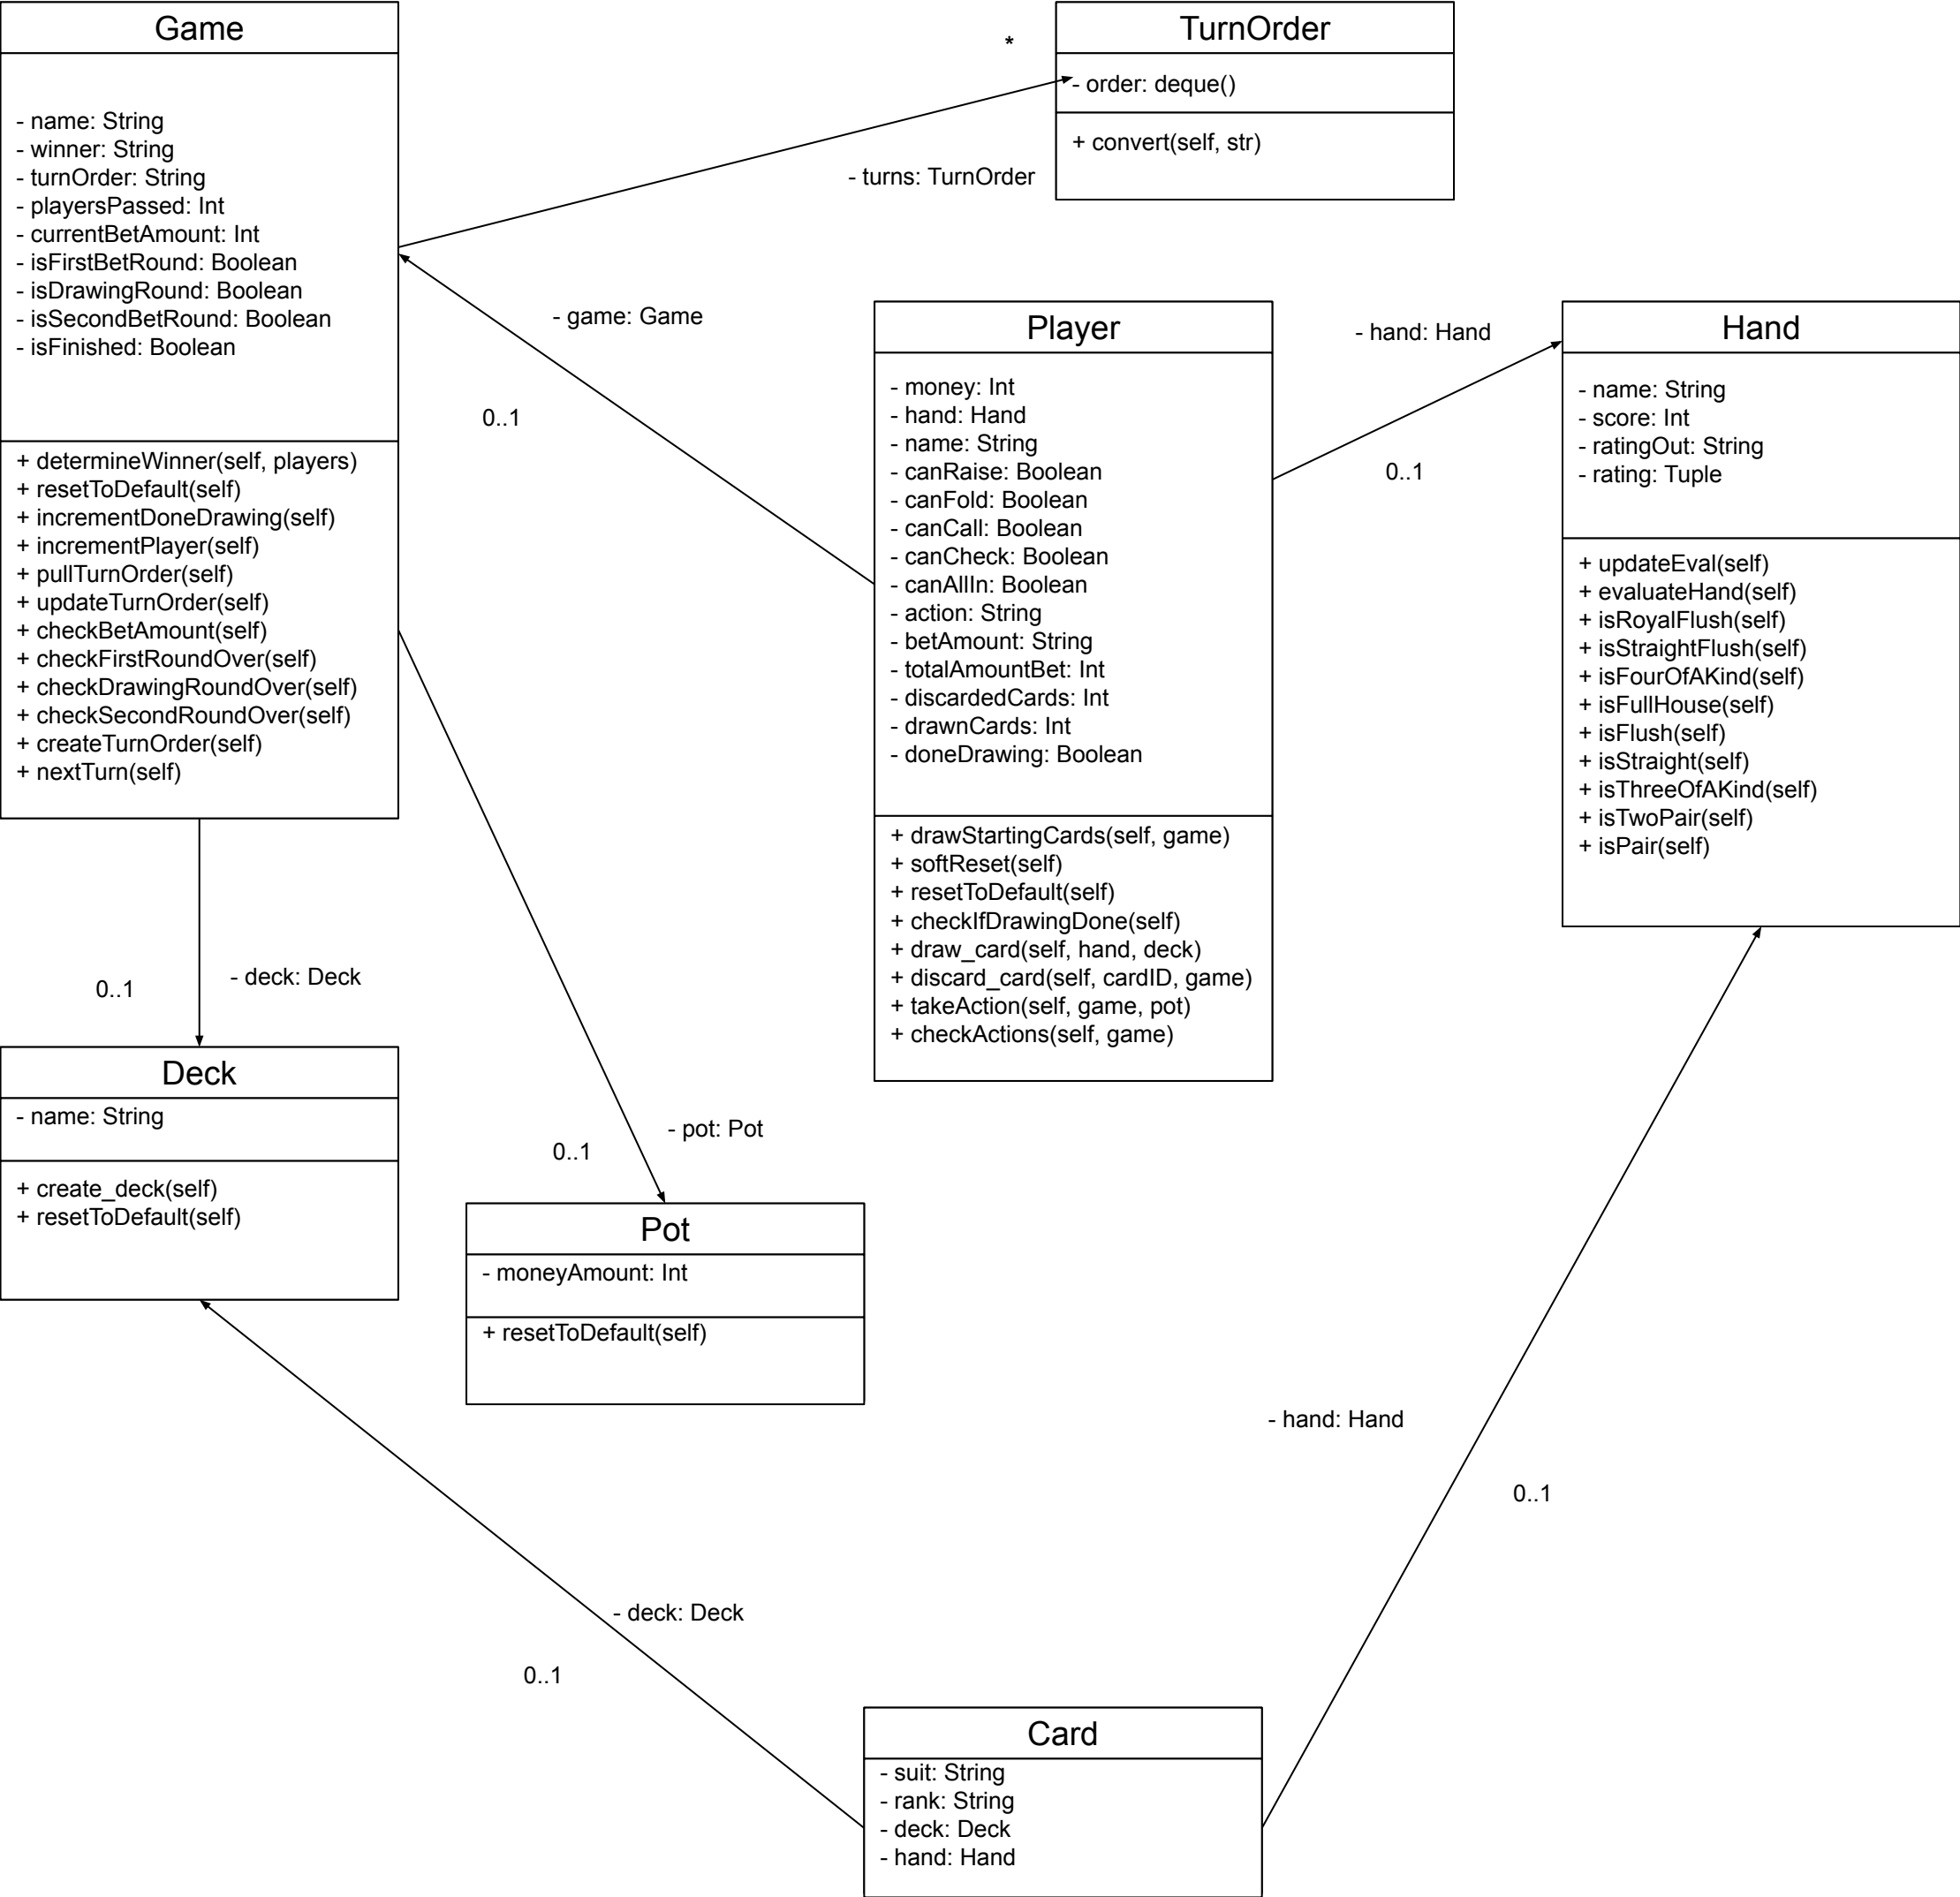 Game
- name: String
- winner: String
- turnOrder: String
- playersPassed: Int
- currentBetAmount: Int
- isFirstBetRound: Boolean
- isDrawingRound: Boolean
- isSecondBetRound: Boolean
- isFinished: Boolean
+ determineWinner(self, players)
+ resetToDefault(self)
+ incrementDoneDrawing(self)
+ incrementPlayer(self)
+ pullTurnOrder(self)
+ updateTurnOrder(self)
+ checkBetAmount(self)
+ checkFirstRoundOver(self)
+ checkDrawingRoundOver(self)
+ checkSecondRoundOver(self)
+ createTurnOrder(self)
+ nextTurn(self)
*
- turns: TurnOrder
TurnOrder
- order: deque()
+ convert(self, str)
- game: Game
0..1
Player
- money: Int
- hand: Hand
- name: String
- canRaise: Boolean
- canFold: Boolean
- canCall: Boolean
- canCheck: Boolean
- canAllIn: Boolean
- action: String
- betAmount: String
- totalAmountBet: Int
- discardedCards: Int
- drawnCards: Int
- doneDrawing: Boolean
+ drawStartingCards(self, game)
+ softReset(self)
+ resetToDefault(self)
+ checkIfDrawingDone(self)
+ draw_card(self, hand, deck)
+ discard_card(self, cardID, game)
+ takeAction(self, game, pot)
+ checkActions(self, game)
- hand: Hand
0..1
Hand
- name: String
- score: Int
- ratingOut: String
- rating: Tuple
+ updateEval(self)
+ evaluateHand(self)
+ isRoyalFlush(self)
+ isStraightFlush(self)
+ isFourOfAKind(self)
+ isFullHouse(self)
+ isFlush(self)
+ isStraight(self)
+ isThreeOfAKind(self)
+ isTwoPair(self)
+ isPair(self)
0..1
- deck: Deck
Deck
- name: String
+ create_deck(self)
+ resetToDefault(self)
- pot: Pot
0..1
Pot
- moneyAmount: Int
+ resetToDefault(self)
- hand: Hand
0..1
- deck: Deck
0..1
Card
- suit: String
- rank: String
- deck: Deck
- hand: Hand